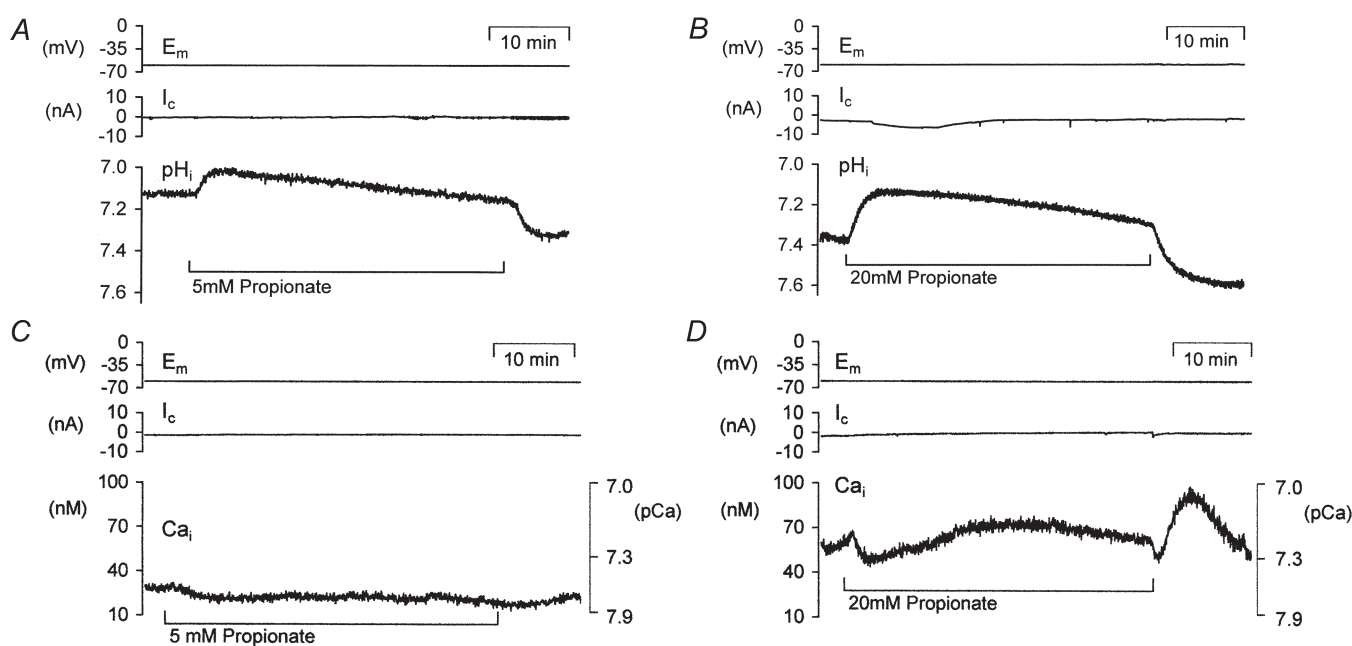 A
(mV)
0
-35
-70
Em
10 min
(nA)
10
0
-10
Ic
7.0
7.2
7.4
7.6
pHi
5mM Propionate
B
(mV)
0
-35
-70
Em
10 min
(nA)
10
0
-10
Ic
7.0
7.2
7.4
7.6
pHi
20mM Propionate
C
(mV)
0
-35
-70
Em
10 min
(nA)
10
0
-10
Ic
(nM)
100
70
40
10
Cai
7.0
7.3
7.9
(pCa)
5 mM Propionate
D
(mV)
0
-35
-70
Em
10 min
(nA)
10
0
-10
Ic
(nM)
100
70
40
10
Cai
7.0
7.3
7.9
(pCa)
20mM Propionate